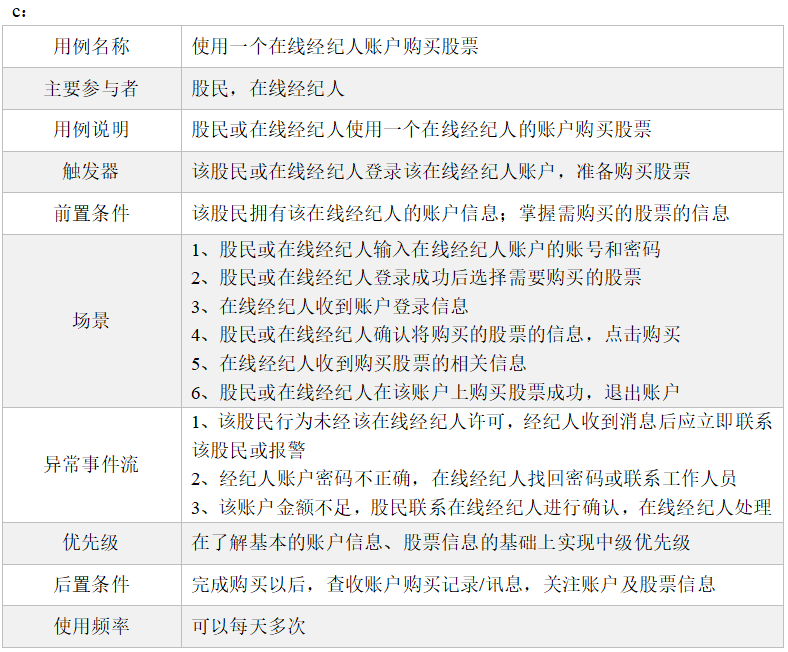 c:
用例名称 使用一个在线经纪人账户购买股票
主要参与者 股民，在线经纪人
用例说明 股民或在线经纪人使用一个在线经纪人的账户购买股票
触发器 该股民或在线经纪人登录该在线经纪人账户，准备购买股票
前置条件 该股民拥有该在线经纪人的账户信息；掌握需购买的股票的信息
场景
1、股民或在线经纪人输入在线经纪人账户的账号和密码
2、股民或在线经纪人登录成功后选择需要购买的股票
3、在线经纪人收到账户登录信息
4、股民或在线经纪人确认将购买的股票的信息，点击购买
5、在线经纪人收到购买股票的相关信息
6、股民或在线经纪人在该账户上购买股票成功，退出账户
异常事件流
1、该股民行为未经该在线经纪人许可，经纪人收到消息后应立即联系
该股民或报警
2、经纪人账户密码不正确，在线经纪人找回密码或联系工作人员
3、该账户金额不足，股民联系在线经纪人进行确认，在线经纪人处理
优先级 在了解基本的账户信息、股票信息的基础上实现中级优先级
后置条件 完成购买以后，查收账户购买记录/讯息，关注账户及股票信息
使用频率 可以每天多次